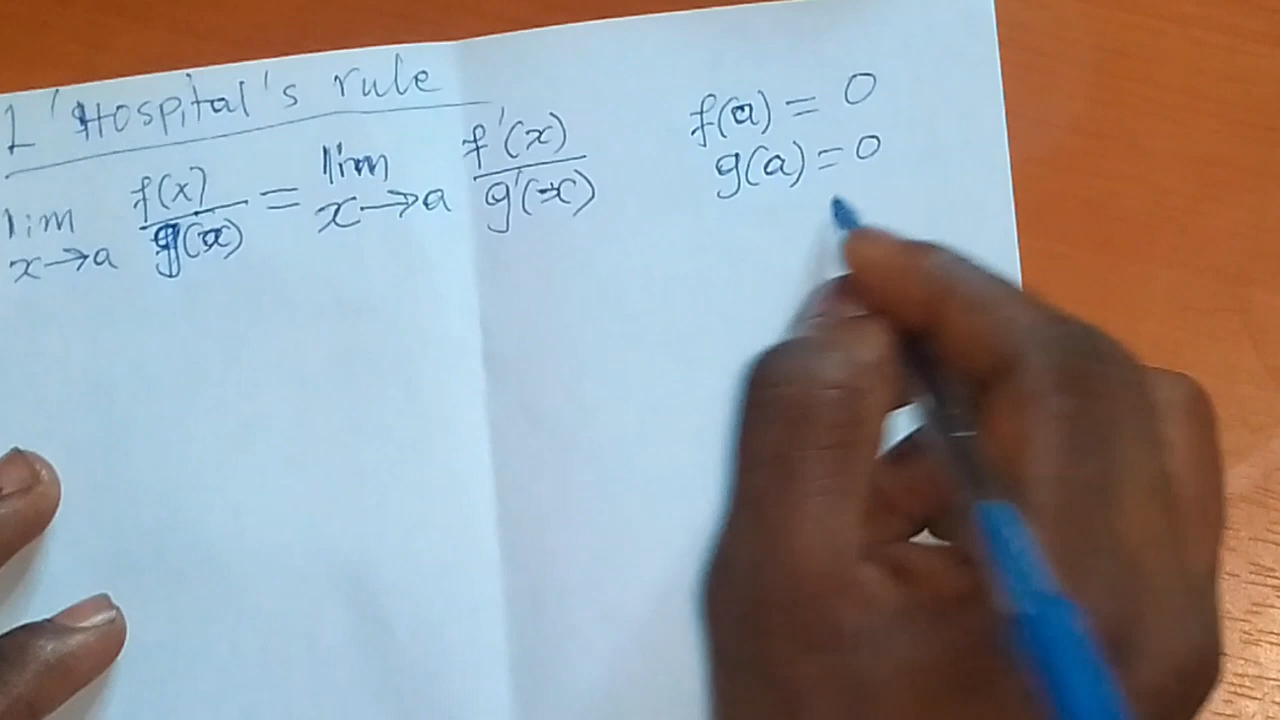 L'Hospital's rule
lim x→a f(x)/g(x) = lim x→a f'(x)/g'(x)
f(a) = 0
g(a) = 0